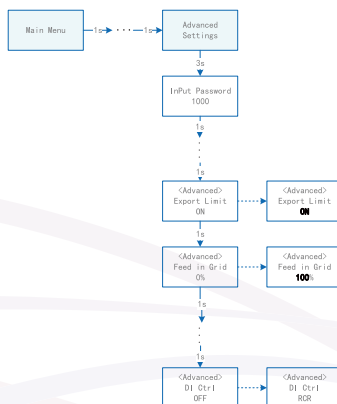 Main Menu
1s
1s
Advanced
Settings
3s
InPut Password
1000
1s
1s
<Advanced>
Export Limit
ON
<Advanced>
Export Limit
ON
1s
<Advanced>
Feed in Grid
0%
<Advanced>
Feed in Grid
100%
1s
1s
<Advanced>
DI Ctrl
OFF
<Advanced>
DI Ctrl
RCR